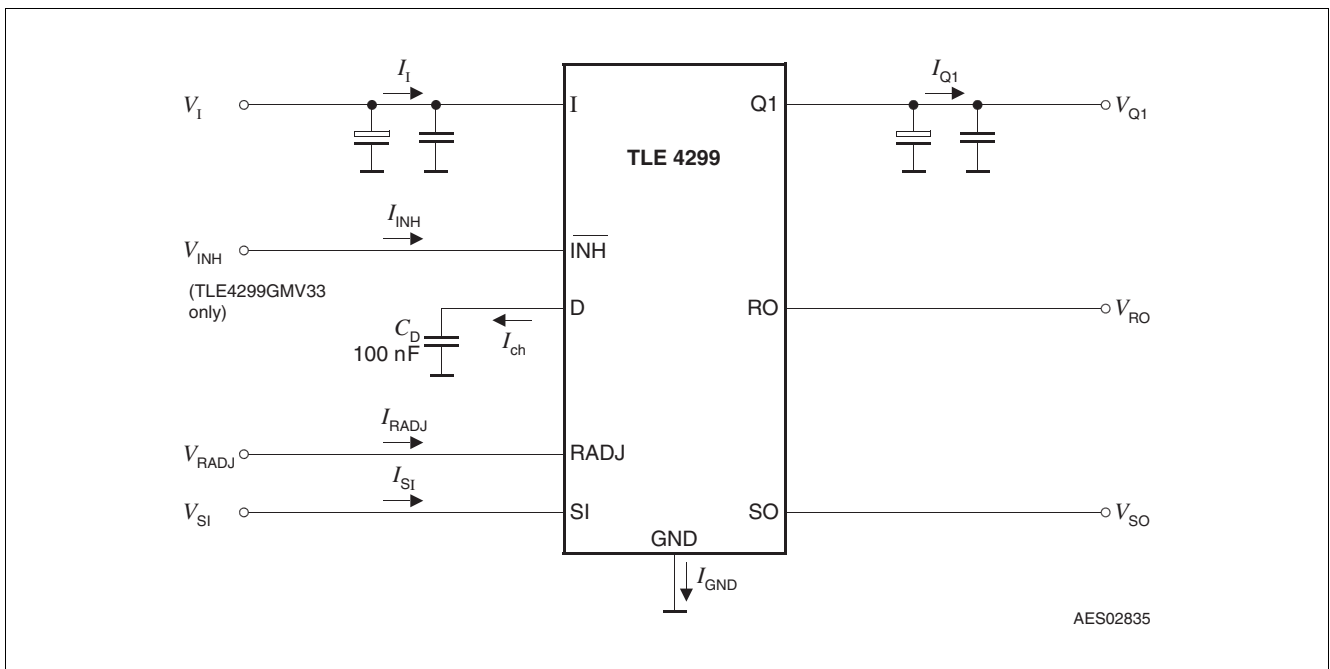 I_I
I_Q1
V_I
I
Q1
V_Q1
TLE 4299
I_INH
V_INH
INH
(TLE4299GMV33
only)
D
RO
V_RO
C_D
100 nF
I_ch
I_RADJ
V_RADJ
RADJ
I_SI
V_SI
SI
SO
V_SO
GND
I_GND
AES02835